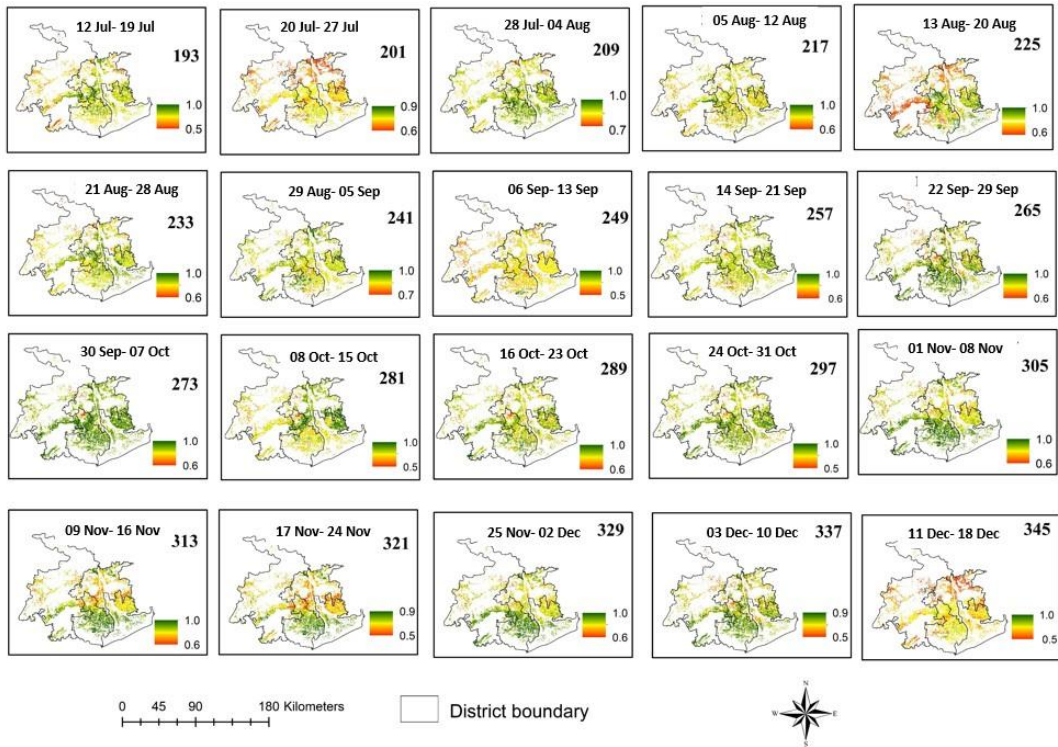 12 Jul- 19 Jul
193
1.0
0.5
20 Jul- 27 Jul
201
0.9
0.6
28 Jul- 04 Aug
209
1.0
0.7
05 Aug- 12 Aug
217
1.0
0.6
13 Aug- 20 Aug
225
1.0
0.6
21 Aug- 28 Aug
233
1.0
0.6
29 Aug- 05 Sep
241
1.0
0.7
06 Sep- 13 Sep
249
1.0
0.5
14 Sep- 21 Sep
257
1.0
0.6
22 Sep- 29 Sep
265
1.0
0.6
30 Sep- 07 Oct
273
1.0
0.6
08 Oct- 15 Oct
281
1.0
0.5
16 Oct- 23 Oct
289
1.0
0.6
24 Oct- 31 Oct
297
1.0
0.5
01 Nov- 08 Nov
305
1.0
0.6
09 Nov- 16 Nov
313
1.0
0.6
17 Nov- 24 Nov
321
0.9
0.5
25 Nov- 02 Dec
329
1.0
0.6
03 Dec- 10 Dec
337
0.9
0.5
11 Dec- 18 Dec
345
1.0
0.5
0 45 90 180 Kilometers
District boundary
N
W E
S